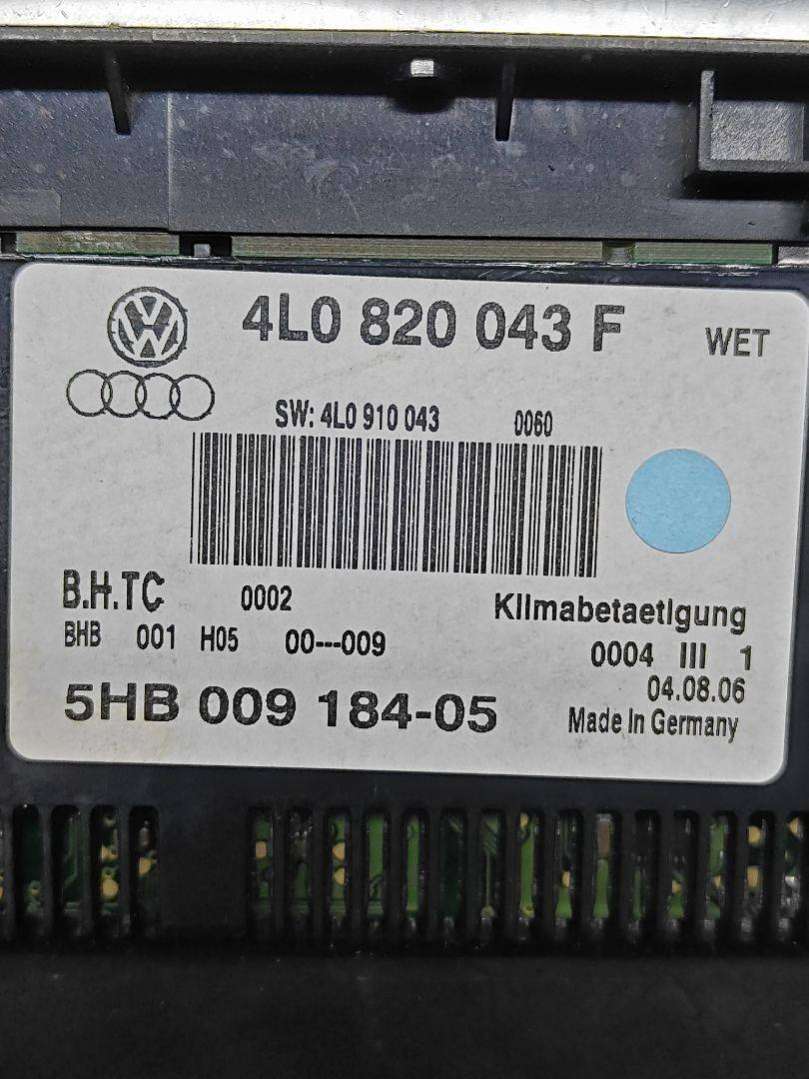 4L0 820 043 F
WET
SW: 4L0 910 043 0060
B.H.TC 0002
Klimabetaetigung
BHB 001 H05 00---009
0004 III 1
04.08.06
5HB 009 184-05
Made In Germany